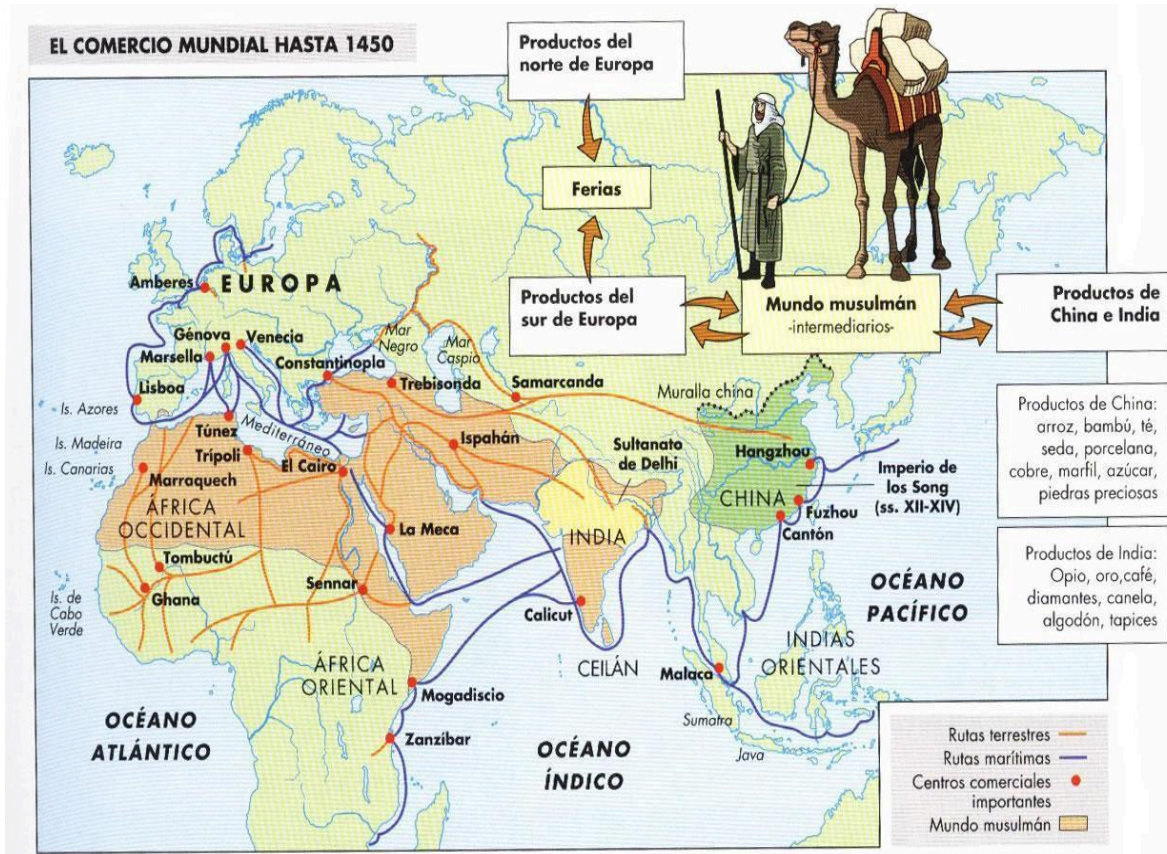 EL COMERCIO MUNDIAL HASTA 1450
Productos del
norte de Europa
Ferias
Productos del
sur de Europa
Mundo musulmán
-intermediarios-
Productos de
China e India
Amberes
EUROPA
Génova
Venecia
Marsella
Lisboa
Constantinopla
Mar
Negro
Mar
Caspio
Trebisonda
Samarcanda
Muralla china
Is. Azores
Is. Madeira
Is. Canarias
Túnez
Mediterráneo
Trípoli
El Cairo
Marraquech
Ispahán
Sultanato
de Delhi
Hangzhou
CHINA
Imperio de
los Song
(ss. XII-XIV)
Fuzhou
Cantón
ÁFRICA
OCCIDENTAL
La Meca
INDIA
Tombuctú
Ghana
Sennar
Is. de
Cabo
Verde
Calicut
OCÉANO
PACÍFICO
CEILÁN
Malaca
INDIAS
ORIENTALES
ÁFRICA
ORIENTAL
Mogadiscio
Sumatra
Java
OCÉANO
ATLÁNTICO
Zanzíbar
OCÉANO
ÍNDICO
Productos de China:
arroz, bambú, té,
seda, porcelana,
cobre, marfil, azúcar,
piedras preciosas
Productos de India:
Opio, oro,café,
diamantes, canela,
algodón, tapices
Rutas terrestres
Rutas marítimas
Centros comerciales
importantes
Mundo musulmán